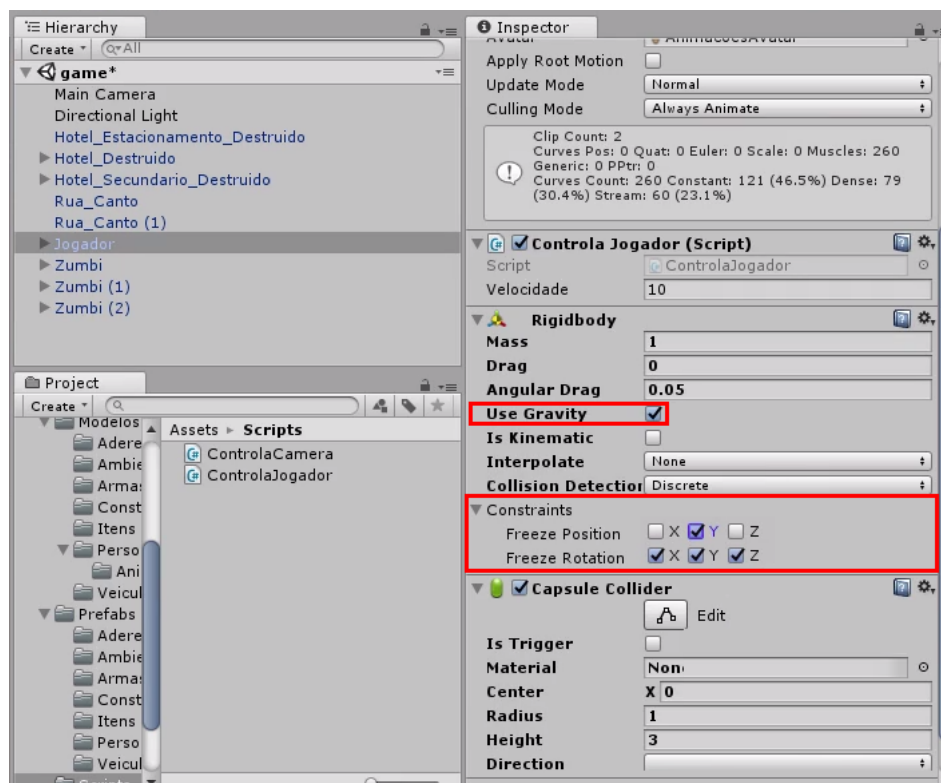 Hierarchy
Create
All
game*
Main Camera
Directional Light
Hotel_Estacionamento_Destruido
Hotel_Destruido
Hotel_Secundario_Destruido
Rua_Canto
Rua_Canto (1)
Jogador
Zumbi
Zumbi (1)
Zumbi (2)
Project
Create
Modelos
Adere
Ambie
Armas
Const
Itens
Perso
Ani
Veicul
Prefabs
Adere
Ambie
Armas
Const
Itens
Perso
Veicul
Scripts
Assets Scripts
ControlaCamera
ControlaJogador
Inspector
Avatar AnimacoesAvatar
Apply Root Motion
Update Mode Normal
Culling Mode Always Animate
Clip Count: 2
Curves Pos: 0 Quat: 0 Euler: 0 Scale: 0 Muscles: 260
Generic: 0 PPtr: 0
Curves Count: 260 Constant: 121 (46.5%) Dense: 79
(30.4%) Stream: 60 (23.1%)
Controla Jogador (Script)
Script ControlaJogador
Velocidade 10
Rigidbody
Mass 1
Drag 0
Angular Drag 0.05
Use Gravity
Is Kinematic
Interpolate None
Collision Detection Discrete
Constraints
Freeze Position X Y Z
Freeze Rotation X Y Z
Capsule Collider
Edit
Is Trigger
Material Non
Center X 0
Radius 1
Height 3
Direction